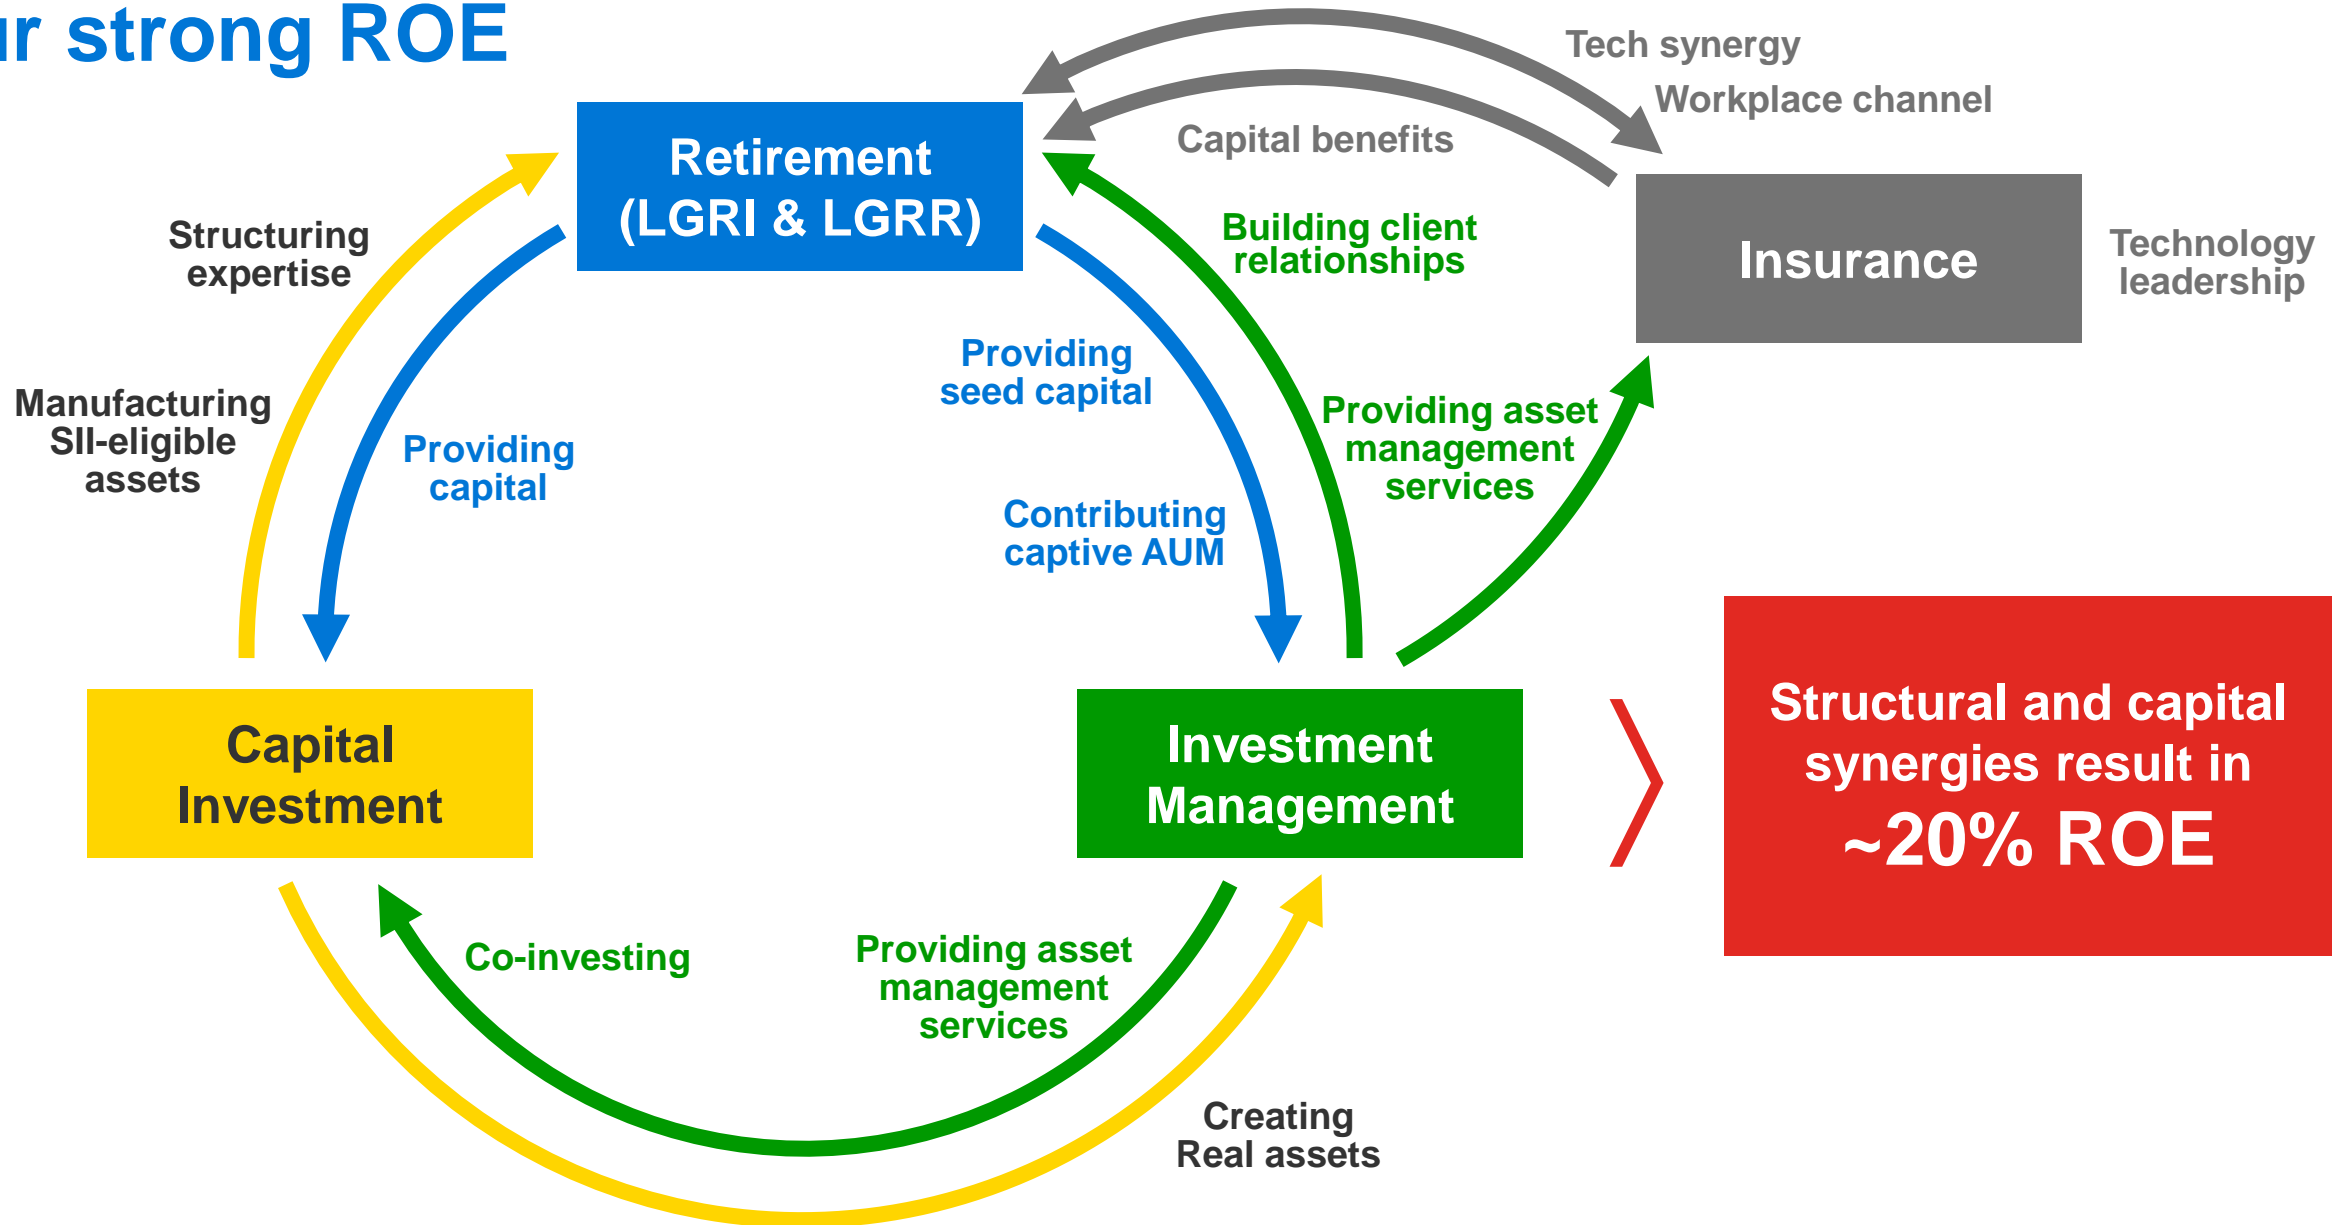 ur strong ROE
Tech synergy
Workplace channel
Capital benefits
Retirement
(LGRI & LGRR)
Structuring
expertise
Building client
relationships
Insurance
Technology
leadership
Providing
seed capital
Manufacturing
SII-eligible
assets
Providing
capital
Providing asset
management
services
Contributing
captive AUM
Capital
Investment
Investment
Management
Structural and capital
synergies result in
~20% ROE
Co-investing
Providing asset
management
services
Creating
Real assets